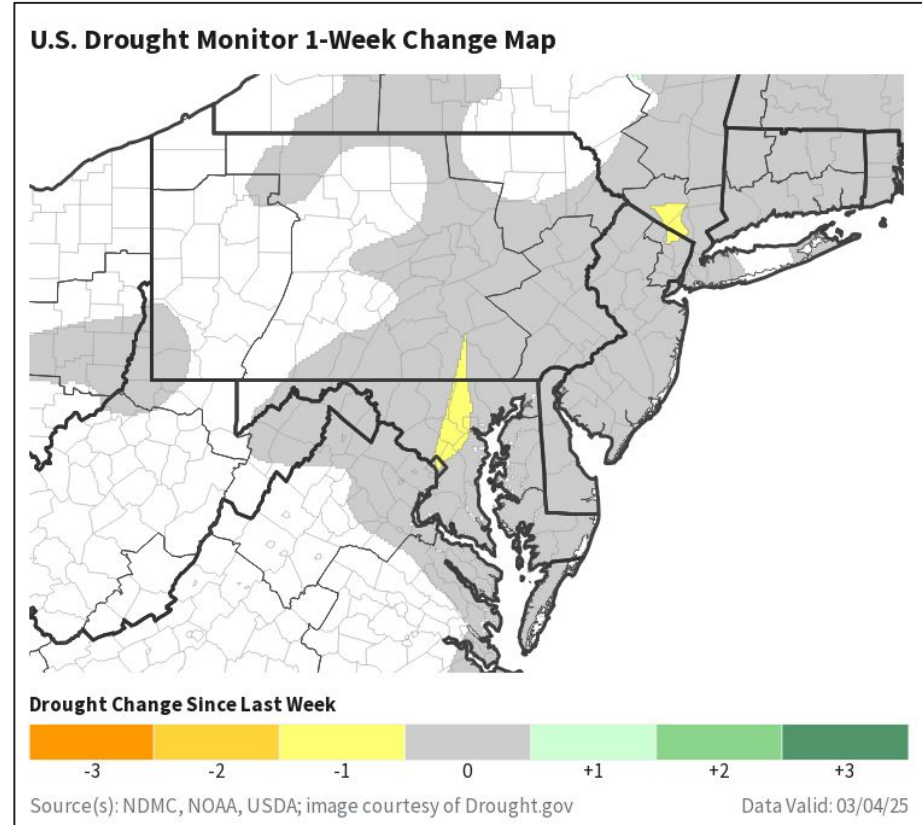 U.S. Drought Monitor 1-Week Change Map
Drought Change Since Last Week
-3 -2 -1 0 +1 +2 +3
Source(s): NDMC, NOAA, USDA; image courtesy of Drought.gov Data Valid: 03/04/25